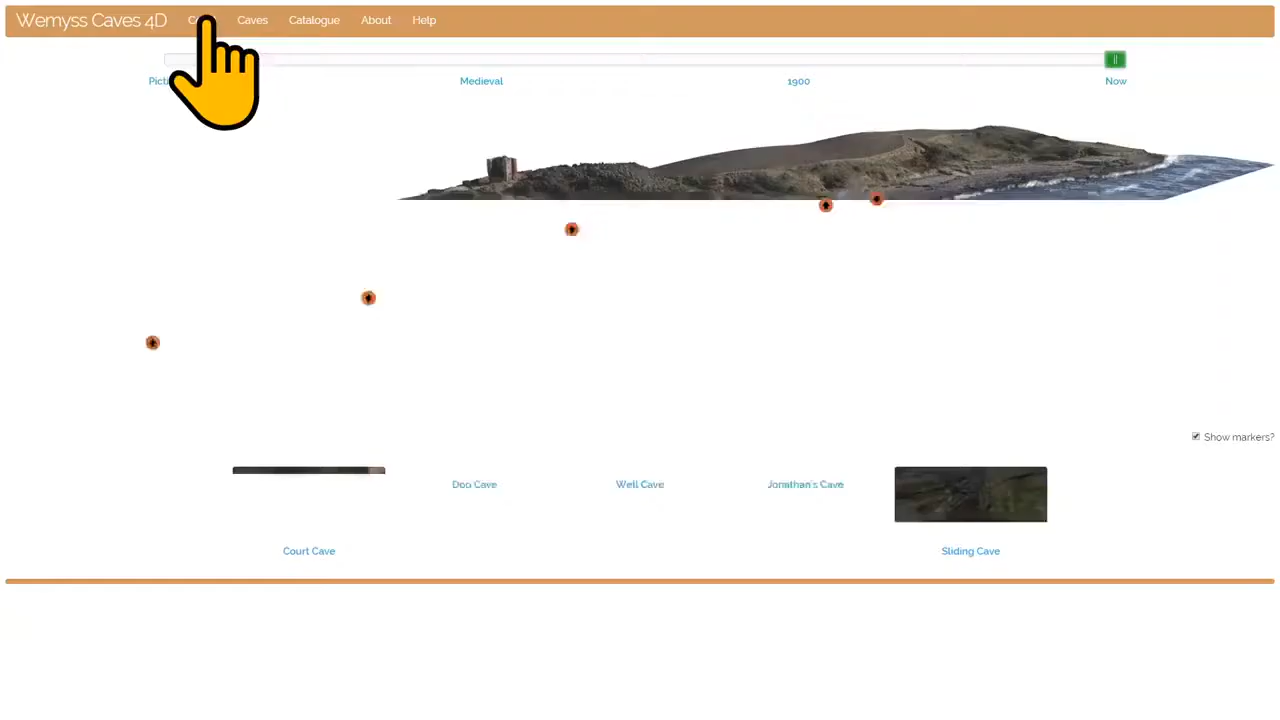 Wemyss Caves 4D Caves Catalogue About Help
Medieval 1900 Now
Show markers?
Doo Cave Well Cave Jonathan's Cave
Court Cave Sliding Cave